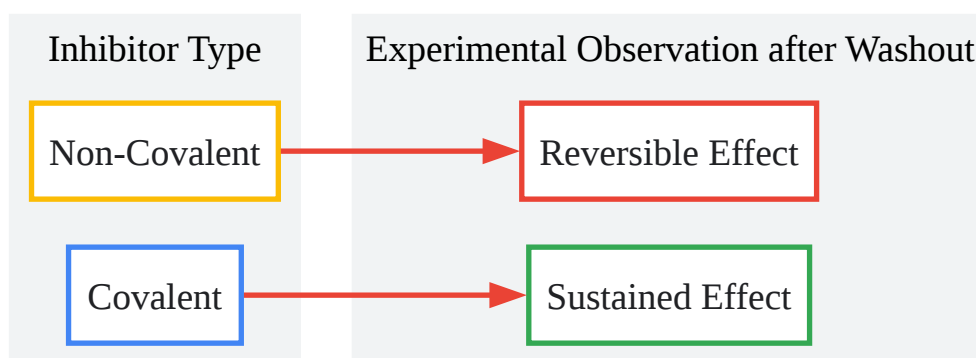 Inhibitor Type
Experimental Observation after Washout
Non-Covalent
Reversible Effect
Covalent
Sustained Effect